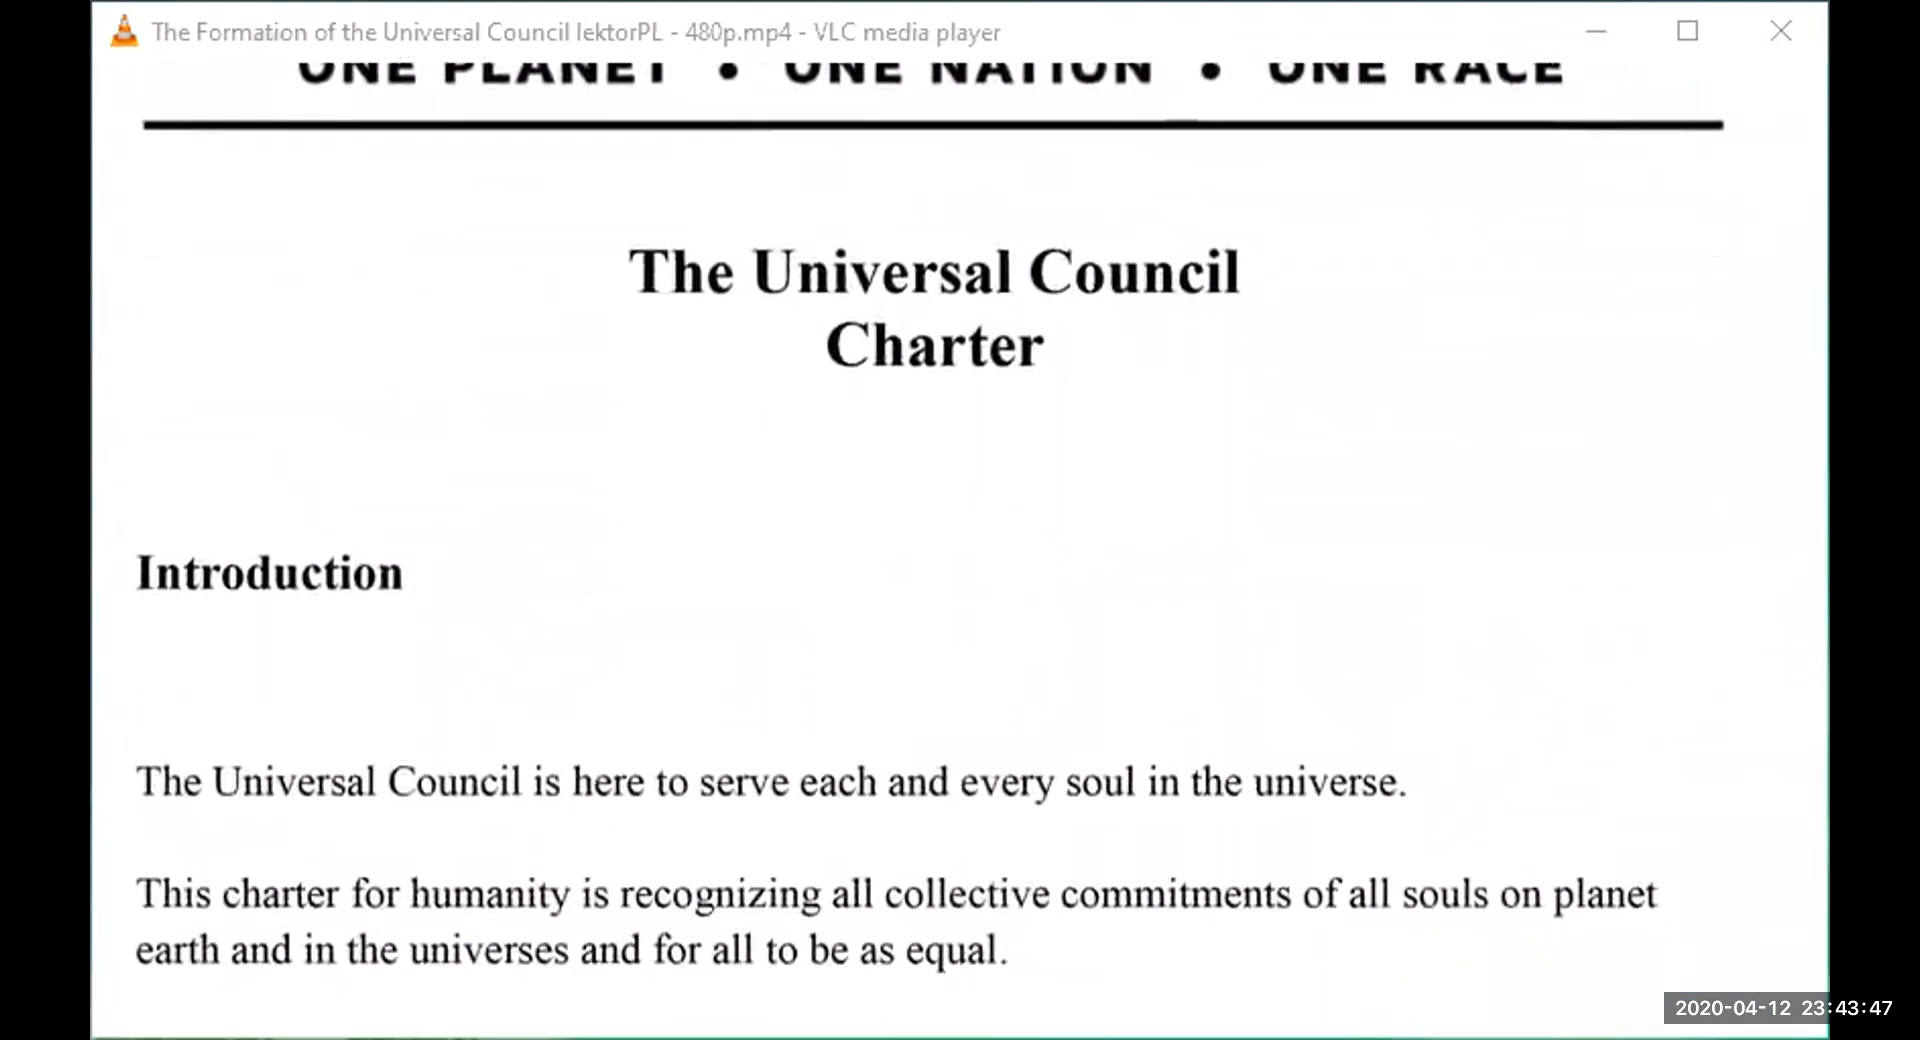 The Formation of the Universal Council lektorPL - 480p.mp4 - VLC media player
ONE PLANET • ONE NATION • ONE RACE
The Universal Council
Charter
Introduction
The Universal Council is here to serve each and every soul in the universe.
This charter for humanity is recognizing all collective commitments of all souls on planet
earth and in the universes and for all to be as equal.
2020-04-12 23:43:47